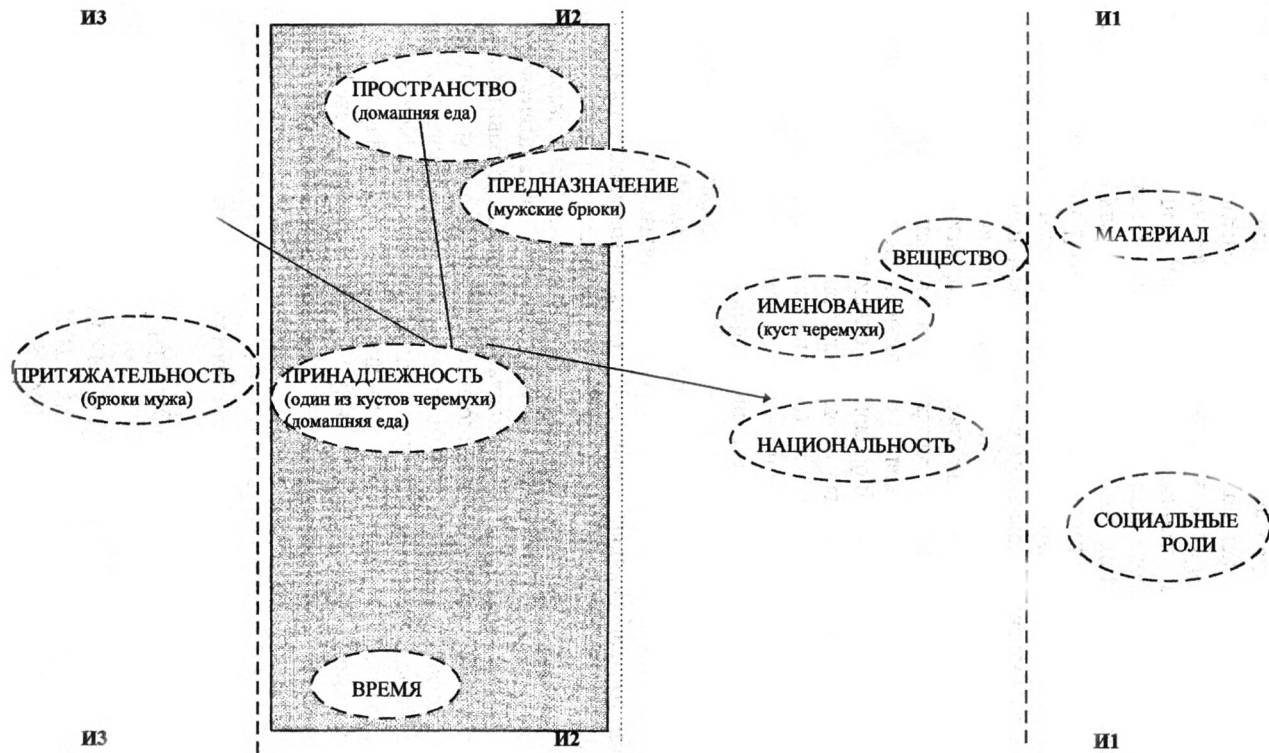 И3 И2 И1
ПРОСТРАНСТВО
(домашняя еда)
ПРЕДНАЗНАЧЕНИЕ
(мужские брюки)
МАТЕРИАЛ
ВЕЩЕСТВО
ИМЕНОВАНИЕ
(куст черемухи)
ПРИТЯЖАТЕЛЬНОСТЬ
(брюки мужа)
ПРИНАДЛЕЖНОСТЬ
(один из кустов черемухи)
(домашняя еда)
НАЦИОНАЛЬНОСТЬ
СОЦИАЛЬНЫЕ
РОЛИ
ВРЕМЯ
И3 И2 И1